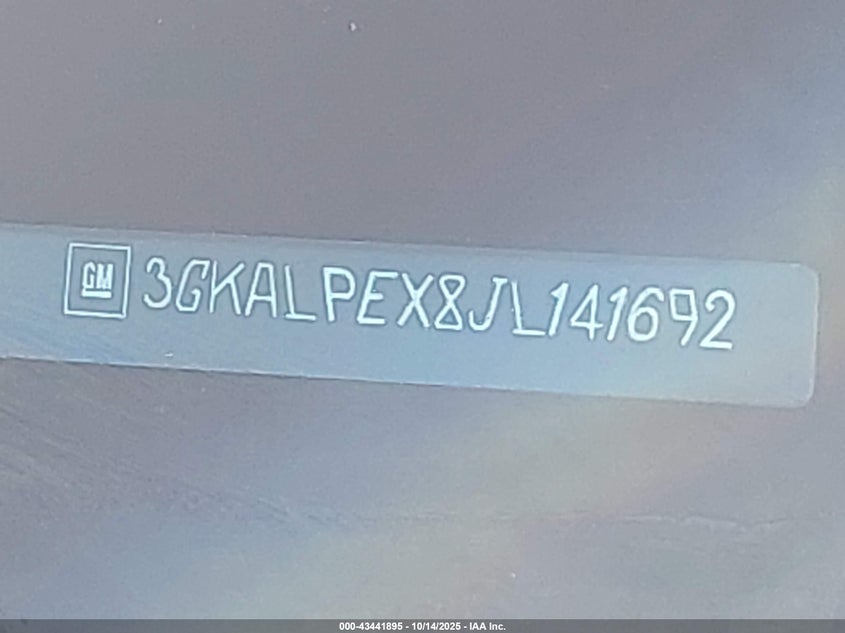 GM 3GKALPEX8JL141692
000-43441895 - 10/14/2025 - IAA Inc.